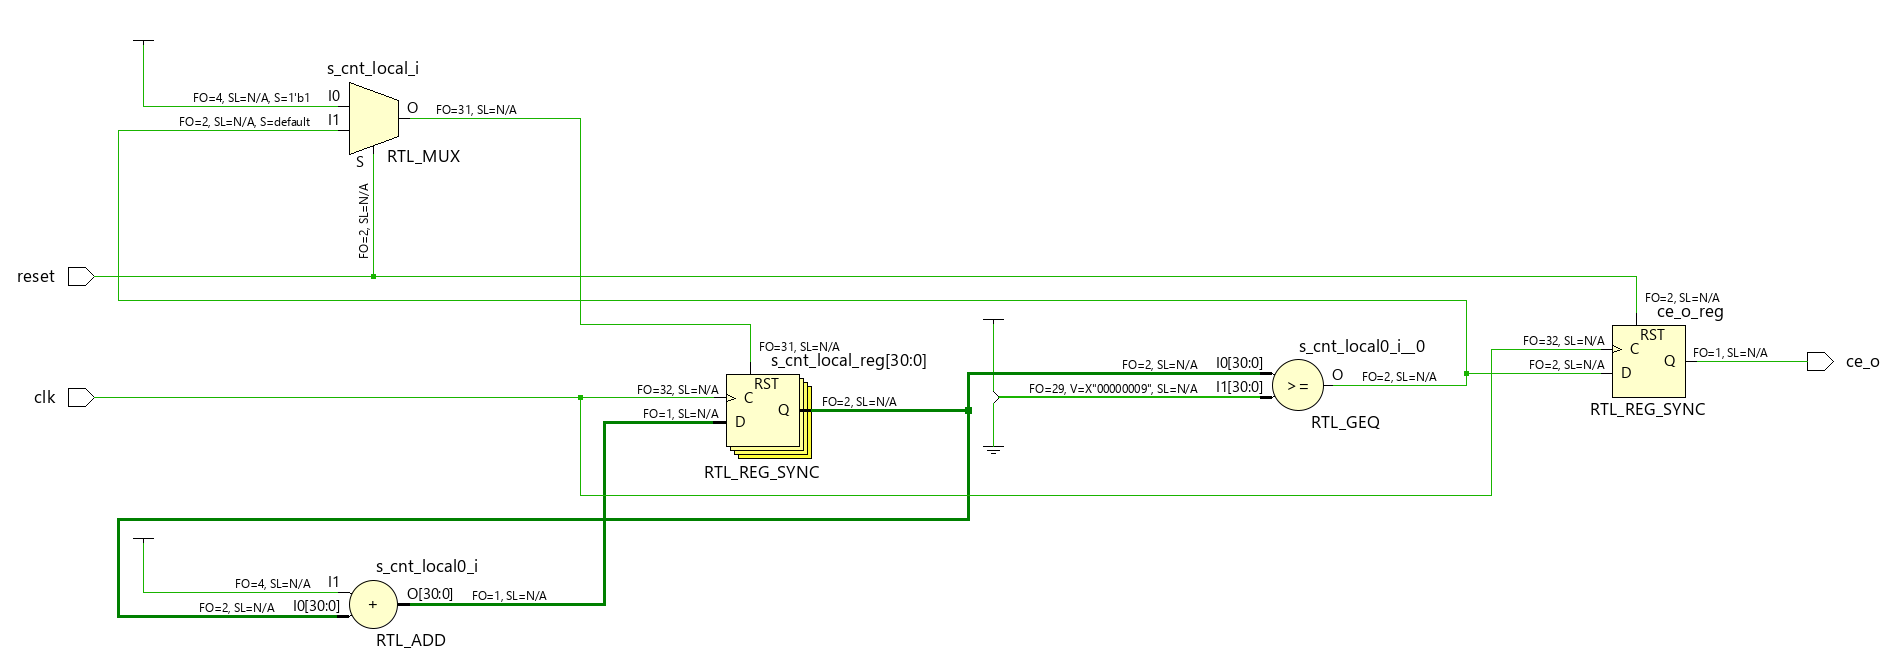 s_cnt_local_i
FO=4, SL=N/A, S=1'b1
I0
O
FO=31, SL=N/A
FO=2, SL=N/A, S=default
I1
S
RTL_MUX
FO=2, SL=N/A
reset
FO=2, SL=N/A
ce_o_reg
RST
FO=32, SL=N/A
C
FO=2, SL=N/A
D
Q
FO=1, SL=N/A
ce_o
RTL_REG_SYNC
FO=31, SL=N/A
s_cnt_local_reg[30:0]
RST
clk
FO=32, SL=N/A
C
FO=1, SL=N/A
D
Q
FO=2, SL=N/A
RTL_REG_SYNC
s_cnt_local0_i__0
FO=2, SL=N/A
I0[30:0]
FO=29, V=X"00000009", SL=N/A
I1[30:0]
>=
O
FO=2, SL=N/A
RTL_GEQ
s_cnt_local0_i
FO=4, SL=N/A
I1
FO=2, SL=N/A
I0[30:0]
+
O[30:0]
FO=1, SL=N/A
RTL_ADD